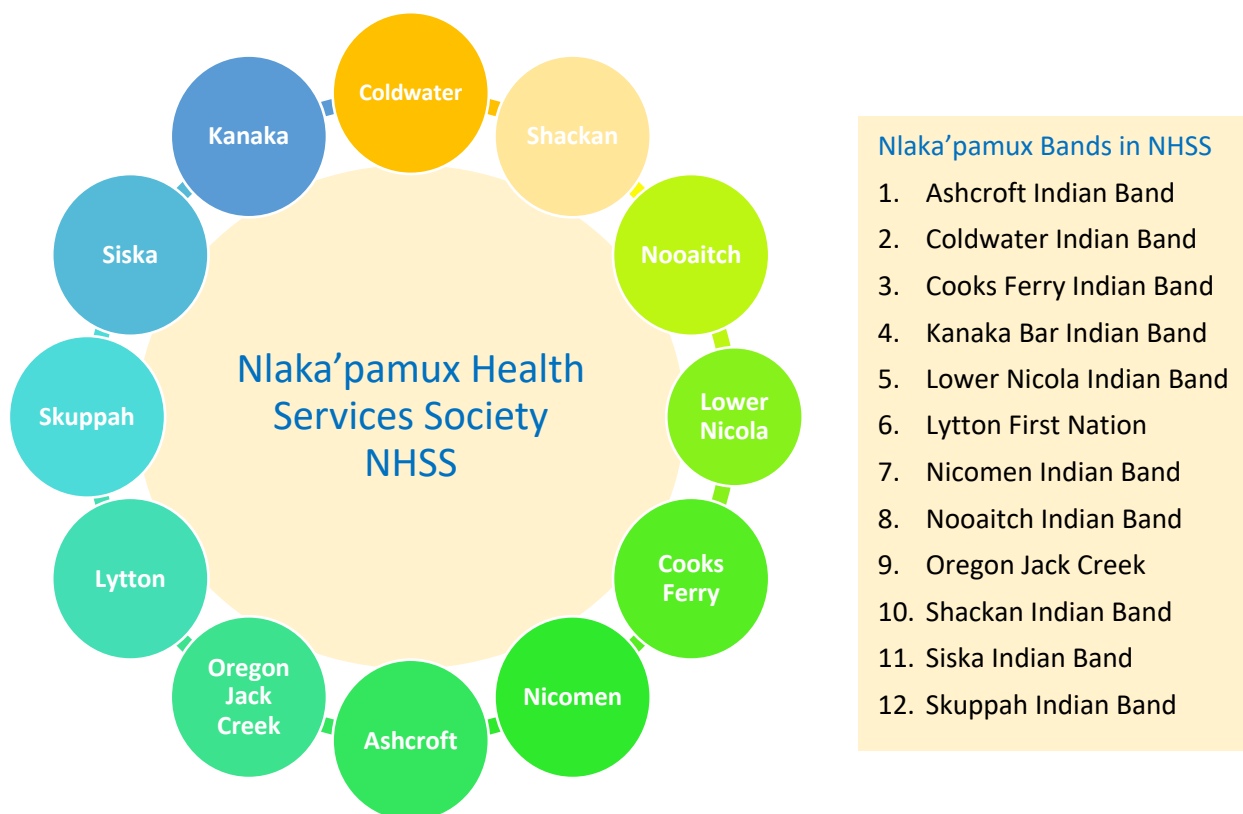 Coldwater
Shackan
Nooaitch
Lower
Nicola
Cooks
Ferry
Nicomen
Ashcroft
Oregon
Jack
Creek
Lytton
Skuppah
Siska
Kanaka
Nlaka’pamux Health
Services Society
NHSS
Nlaka’pamux Bands in NHSS
1. Ashcroft Indian Band
2. Coldwater Indian Band
3. Cooks Ferry Indian Band
4. Kanaka Bar Indian Band
5. Lower Nicola Indian Band
6. Lytton First Nation
7. Nicomen Indian Band
8. Nooaitch Indian Band
9. Oregon Jack Creek
10. Shackan Indian Band
11. Siska Indian Band
12. Skuppah Indian Band